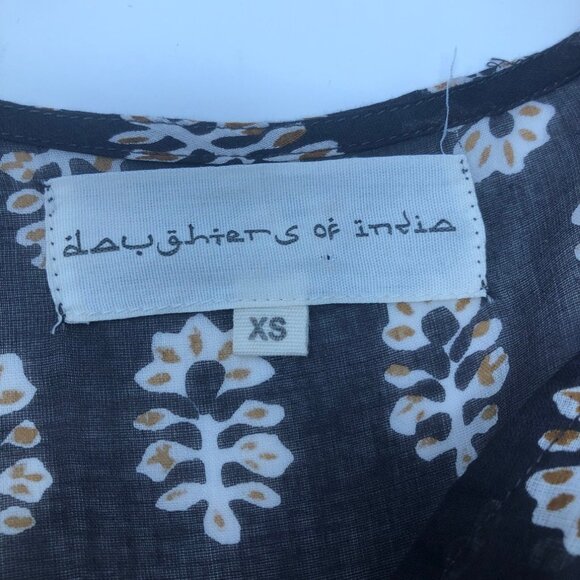 daughters of india
XS